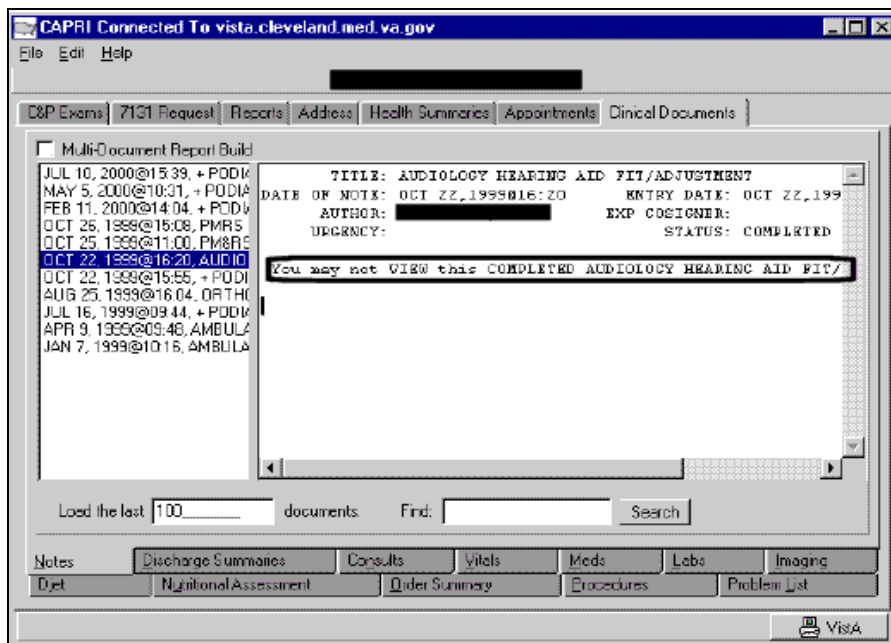 CAPRI Connected To vista.cleveland.med.va.gov
File Edit Help
C&P Exams 7131 Request Reports Address Health Summaries Appointments Clinical Documents
Multi-Document Report Build
JUL 10, 2000@15:39, + PODIA
MAY 5, 2000@10:31, + PODIA
FEB 11, 2000@14:04, + PODIA
OCT 26, 1999@15:08, PMRS
OCT 25, 1999@11:00, PM&RS
OCT 22, 1999@16:20, AUDIO
OCT 22, 1999@15:55, + PODI
AUG 25, 1999@16:04, ORTHO
JUL 16, 1999@09:44, + PODIA
APR 9, 1999@09:48, AMBULA
JAN 7, 1999@10:16, AMBULA
TITLE: AUDIOLOGY HEARING AID FIT/ADJUSTMENT
DATE OF NOTE: OCT 22,1999@16:20 ENTRY DATE: OCT 22,199
AUTHOR: EXP COSIGNER:
URGENCY: STATUS: COMPLETED
You may not VIEW this COMPLETED AUDIOLOGY HEARING AID FIT/
Load the last 100 documents. Find: Search
Notes Discharge Summaries Consults Vitals Meds Labs Imaging
Diet Nutritional Assessment Order Summary Procedures Problem List
VistA